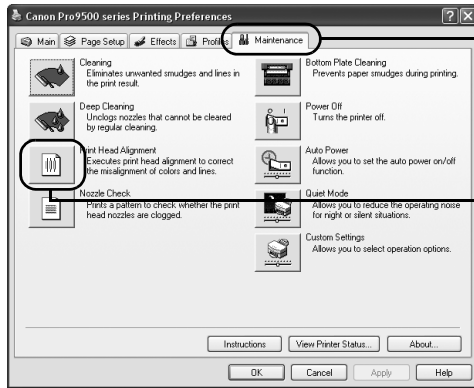 Canon Pro9500 series Printing Preferences
Main Page Setup Effects Profiles Maintenance
Cleaning
Eliminates unwanted smudges and lines in
the print result.
Deep Cleaning
Unclogs nozzles that cannot be cleared
by regular cleaning.
Print Head Alignment
Executes print head alignment to correct
the misalignment of colors and lines.
Nozzle Check
Prints a pattern to check whether the print
head nozzles are clogged.
Bottom Plate Cleaning
Prevents paper smudges during printing.
Power Off
Turns the printer off.
Auto Power
Allows you to set the auto power on/off
function.
Quiet Mode
Allows you to reduce the operating noise
for night or silent situations.
Custom Settings
Allows you to select operation options.
Instructions View Printer Status... About...
OK Cancel Apply Help